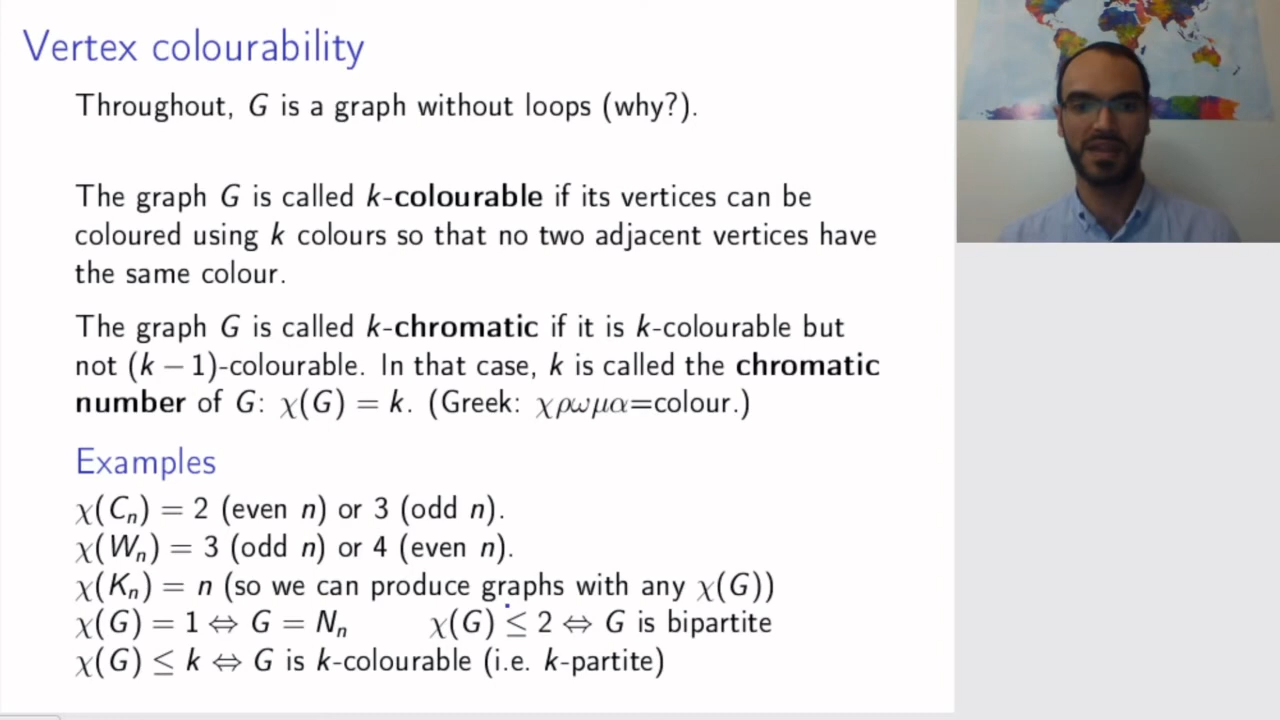 Vertex colourability
Throughout, G is a graph without loops (why?).
The graph G is called k-colourable if its vertices can be
coloured using k colours so that no two adjacent vertices have
the same colour.
The graph G is called k-chromatic if it is k-colourable but
not (k − 1)-colourable. In that case, k is called the chromatic
number of G: χ(G) = k. (Greek: χρωμα=colour.)
Examples
χ(Cₙ) = 2 (even n) or 3 (odd n).
χ(Wₙ) = 3 (odd n) or 4 (even n).
χ(Kₙ) = n (so we can produce graphs with any χ(G))
χ(G) = 1 ⇔ G = Nₙ χ(G) ≤ 2 ⇔ G is bipartite
χ(G) ≤ k ⇔ G is k-colourable (i.e. k-partite)